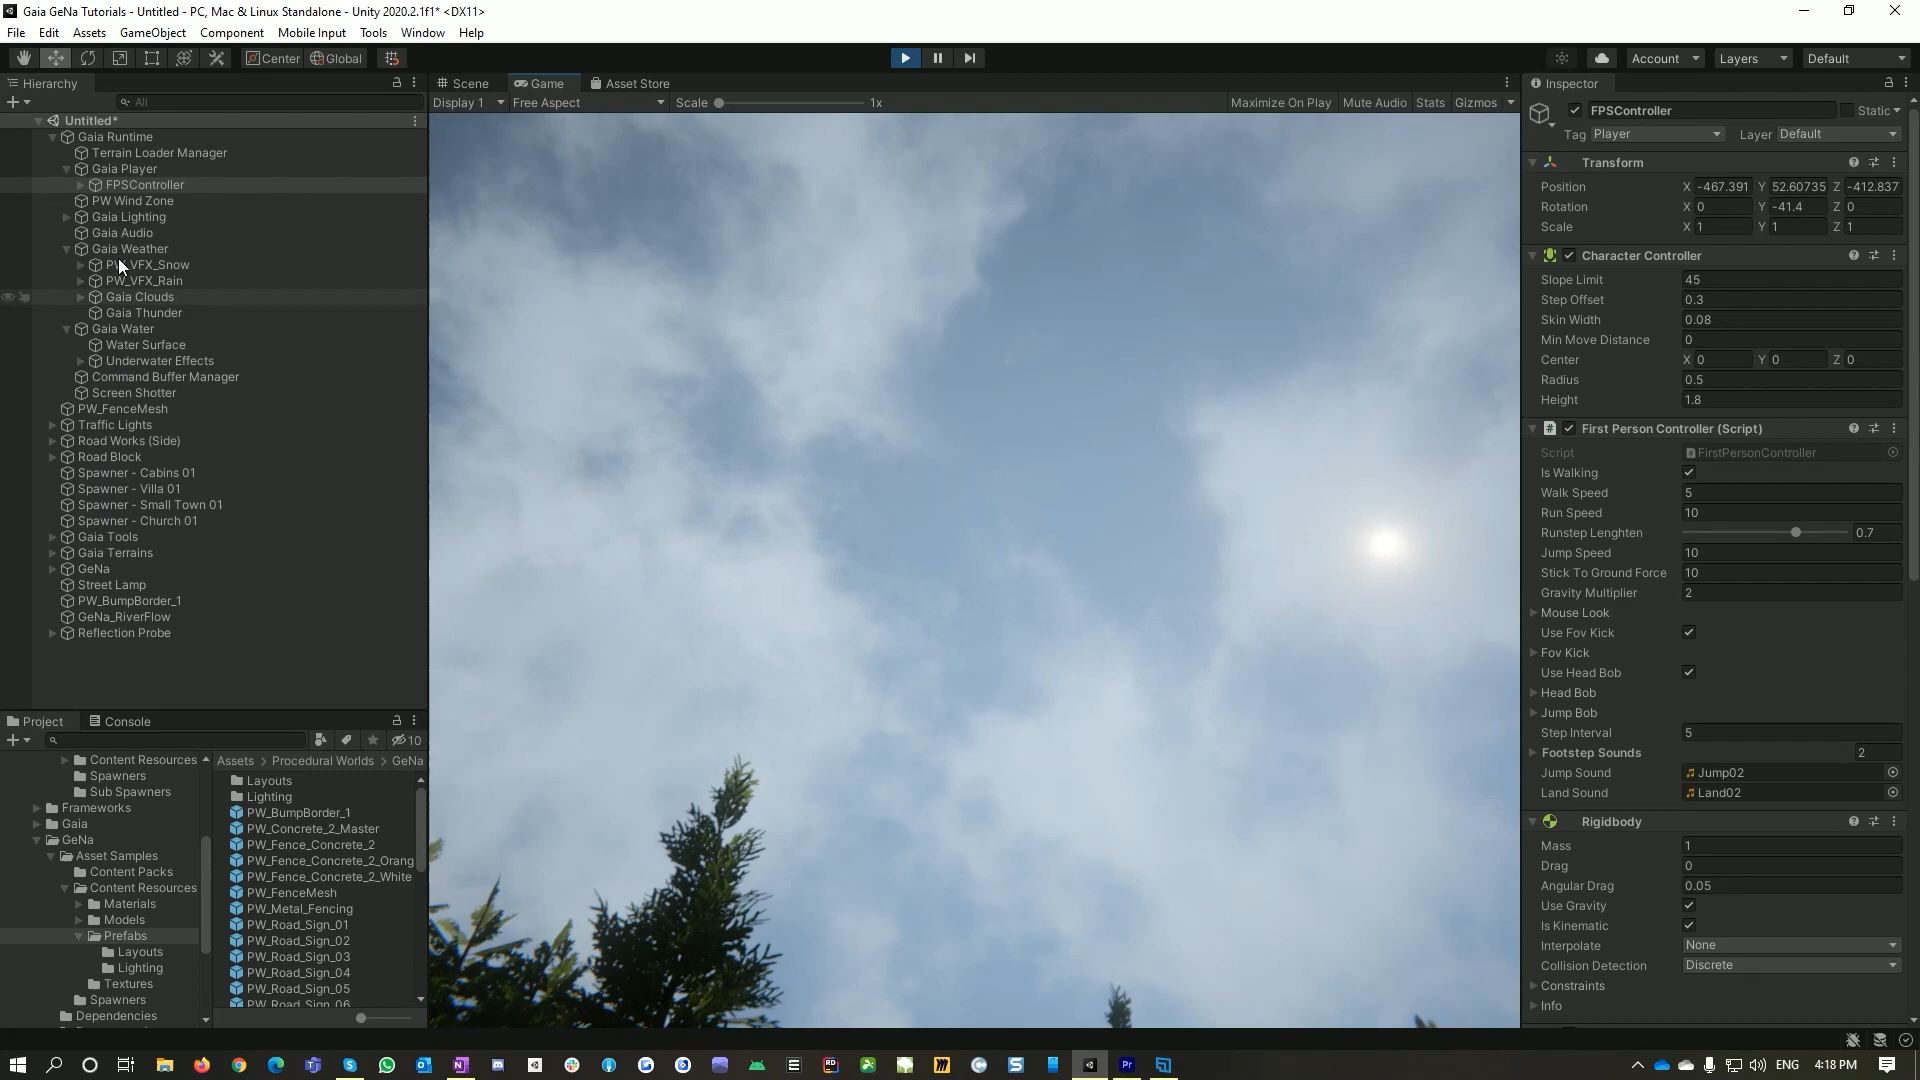 Gaia GeNa Tutorials - Untitled - PC, Mac & Linux Standalone - Unity 2020.2.1f1* <DX11>
File Edit Assets GameObject Component Mobile Input Tools Window Help
Center Global
Account Layers Default
Hierarchy
All
Untitled*
Gaia Runtime
Terrain Loader Manager
Gaia Player
FPSController
PW Wind Zone
Gaia Lighting
Gaia Audio
Gaia Weather
PW_VFX_Snow
PW_VFX_Rain
Gaia Clouds
Gaia Thunder
Gaia Water
Water Surface
Underwater Effects
Command Buffer Manager
Screen Shotter
PW_FenceMesh
Traffic Lights
Road Works (Side)
Road Block
Spawner - Cabins 01
Spawner - Villa 01
Spawner - Small Town 01
Spawner - Church 01
Gaia Tools
Gaia Terrains
GeNa
Street Lamp
PW_BumpBorder_1
GeNa_RiverFlow
Reflection Probe
Project Console
10
Content Resources
Spawners
Sub Spawners
Frameworks
Gaia
GeNa
Asset Samples
Content Packs
Content Resources
Materials
Models
Prefabs
Layouts
Lighting
Textures
Spawners
Dependencies
Assets > Procedural Worlds > GeNa
Layouts
Lighting
PW_BumpBorder_1
PW_Concrete_2_Master
PW_Fence_Concrete_2
PW_Fence_Concrete_2_Orang
PW_Fence_Concrete_2_White
PW_FenceMesh
PW_Metal_Fencing
PW_Road_Sign_01
PW_Road_Sign_02
PW_Road_Sign_03
PW_Road_Sign_04
PW_Road_Sign_05
PW_Road_Sign_06
Scene Game Asset Store
Display 1 Free Aspect Scale 1x Maximize On Play Mute Audio Stats Gizmos
Inspector
FPSController Static
Tag Player Layer Default
Transform
Position X -467.391 Y 52.60735 Z -412.837
Rotation X 0 Y -41.4 Z 0
Scale X 1 Y 1 Z 1
Character Controller
Slope Limit 45
Step Offset 0.3
Skin Width 0.08
Min Move Distance 0
Center X 0 Y 0 Z 0
Radius 0.5
Height 1.8
First Person Controller (Script)
Script FirstPersonController
Is Walking
Walk Speed 5
Run Speed 10
Runstep Lenghten 0.7
Jump Speed 10
Stick To Ground Force 10
Gravity Multiplier 2
Mouse Look
Use Fov Kick
Fov Kick
Use Head Bob
Head Bob
Jump Bob
Step Interval 5
Footstep Sounds 2
Jump Sound Jump02
Land Sound Land02
Rigidbody
Mass 1
Drag 0
Angular Drag 0.05
Use Gravity
Is Kinematic
Interpolate None
Collision Detection Discrete
Constraints
Info
ENG 4:18 PM